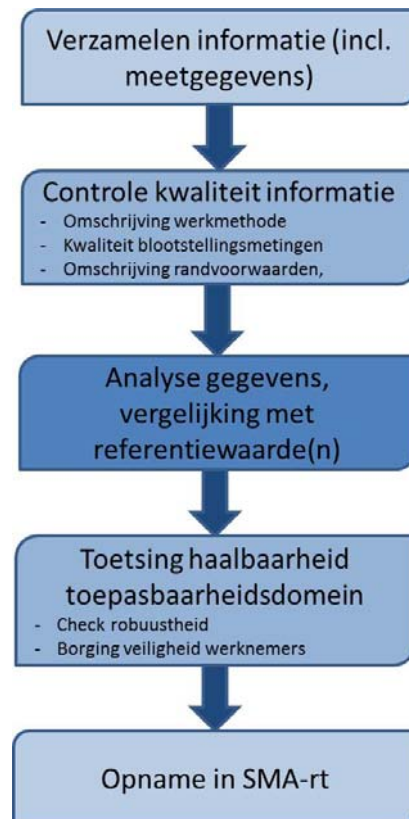 Verzamelen informatie (incl.
meetgegevens)
Controle kwaliteit informatie
- Omschrijving werkmethode
- Kwaliteit blootstellingsmetingen
- Omschrijving randvoorwaarden,
Analyse gegevens,
vergelijking met
referentiewaarde(n)
Toetsing haalbaarheid
toepasbaarheidsdomein
- Check robuustheid
- Borging veiligheid werknemers
Opname in SMA-rt